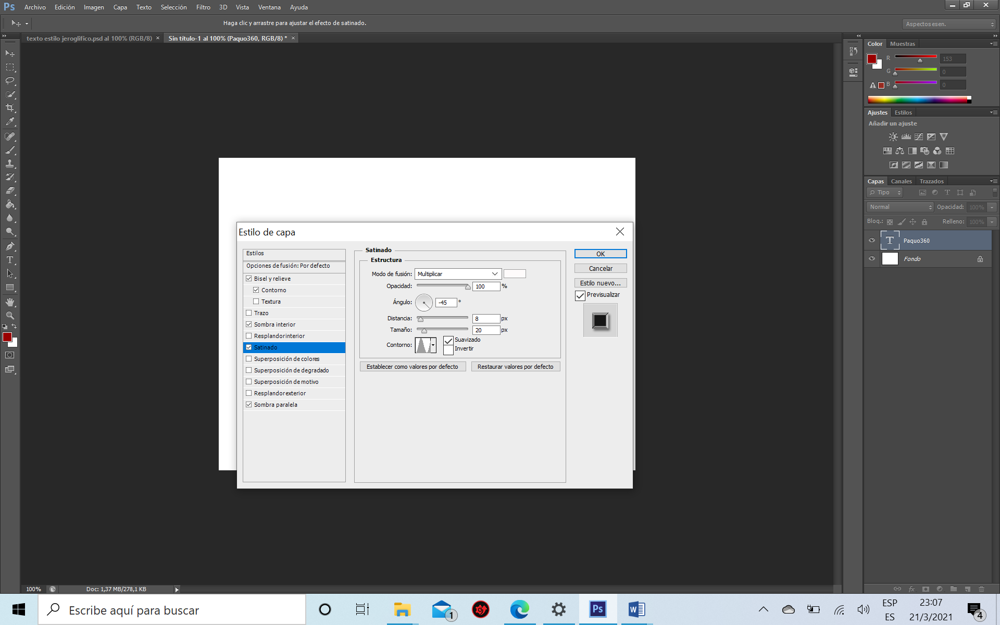 Ps Archivo Edición Imagen Capa Texto Selección Filtro 3D Vista Ventana Ayuda
Haga clic y arrastre para ajustar el efecto de satinado.
Aspectos esen.
texto estilo jeroglifico.psd al 100% (RGB/8) ×
Sin título-1 al 100% (Paquo360, RGB/8) * ×
Color Muestras
R 153
G 0
B 0
Ajustes Estilos
Añadir un ajuste
Capas Canales Trazados
Tipo
Normal Opacidad: 100%
Bloq.: Relleno: 100%
T Paquo360
Fondo
Estilo de capa
Estilos
Opciones de fusión: Por defecto
Bisel y relieve
Contorno
Textura
Trazo
Sombra interior
Resplandor interior
Satinado
Superposición de colores
Superposición de degradado
Superposición de motivo
Resplandor exterior
Sombra paralela
Satinado
Estructura
Modo de fusión: Multiplicar
Opacidad: 100 %
Ángulo: -45 °
Distancia: 8 px
Tamaño: 20 px
Contorno: Suavizado
Invertir
Establecer como valores por defecto
Restaurar valores por defecto
OK
Cancelar
Estilo nuevo...
Previsualizar
100% Doc: 1,37 MB/278,1 KB
fx
Escribe aquí para buscar
1
Ps
W
ESP
ES
23:07
21/3/2021
4